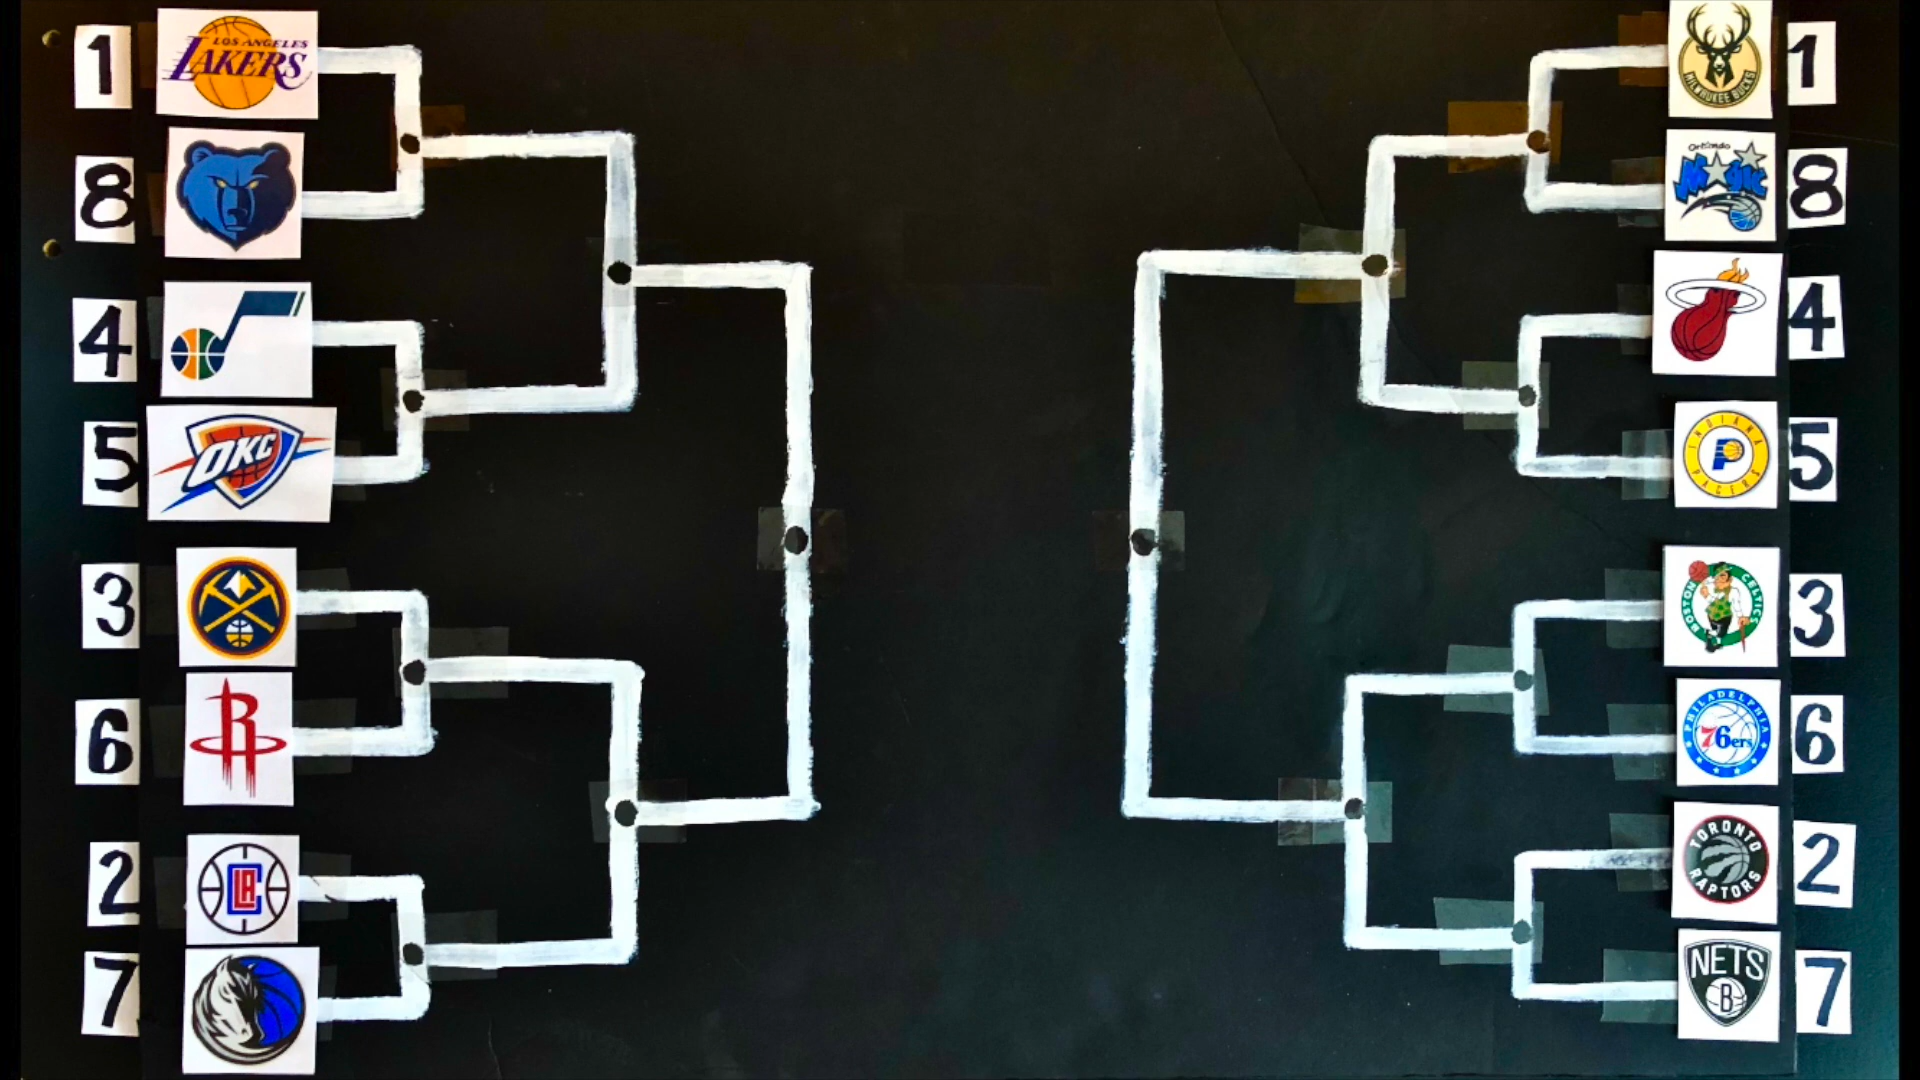 1
LOS ANGELES
LAKERS
8
4
5
OKC
3
6
R
2
LA
C
7
1
MILWAUKEE BUCKS
8
Orlando
Magic
4
5
INDIANA
P
PACERS
3
BOSTON
CELTICS
6
PHILADELPHIA
76ers
2
TORONTO
RAPTORS
7
NETS
B